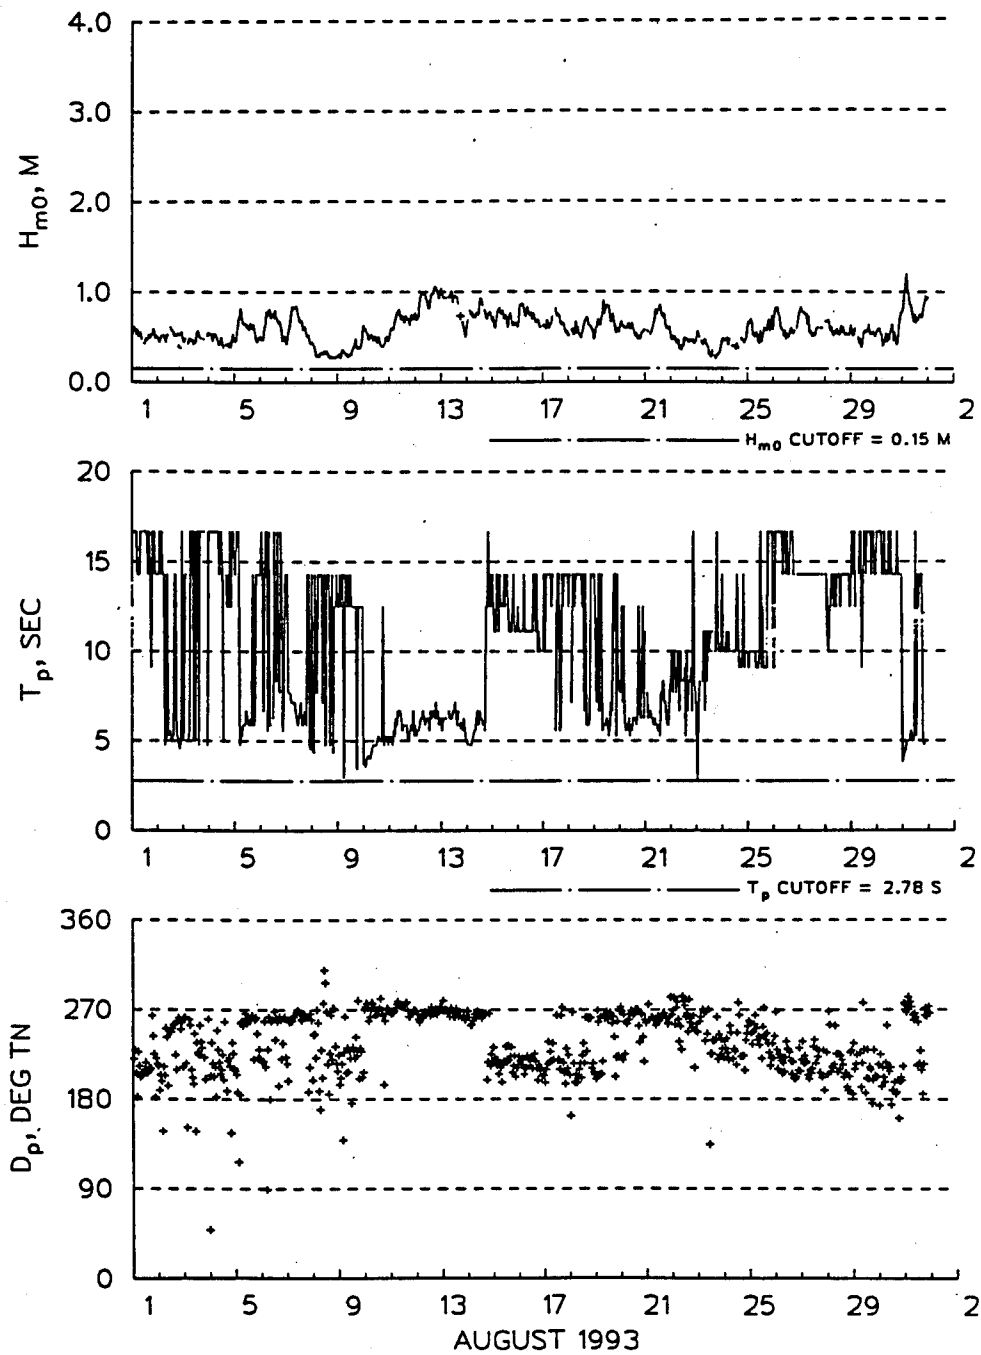 4.0
3.0
2.0
1.0
0.0
Hm0, M
1 5 9 13 17 21 25 29 2
Hm0 CUTOFF = 0.15 M
20
15
10
5
0
Tp, SEC
1 5 9 13 17 21 25 29 2
Tp CUTOFF = 2.78 S
360
270
180
90
0
Dp, DEG TN
1 5 9 13 17 21 25 29 2
AUGUST 1993